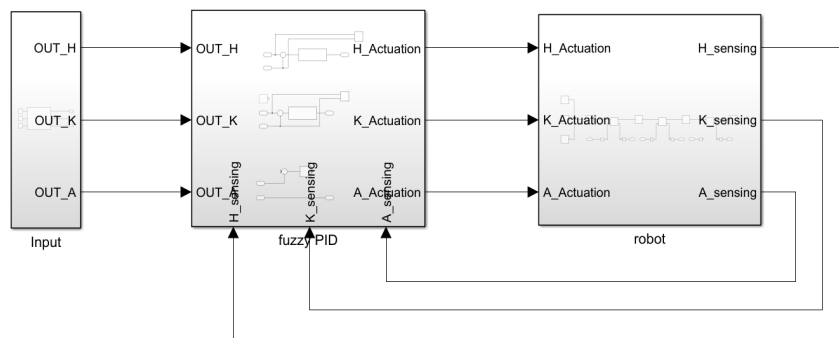 OUT_H
OUT_K
OUT_A
Input
OUT_H
OUT_K
OUT_A
H_Actuation
K_Actuation
A_Actuation
H_sensing
K_sensing
A_sensing
fuzzy PID
H_Actuation
K_Actuation
A_Actuation
H_sensing
K_sensing
A_sensing
robot